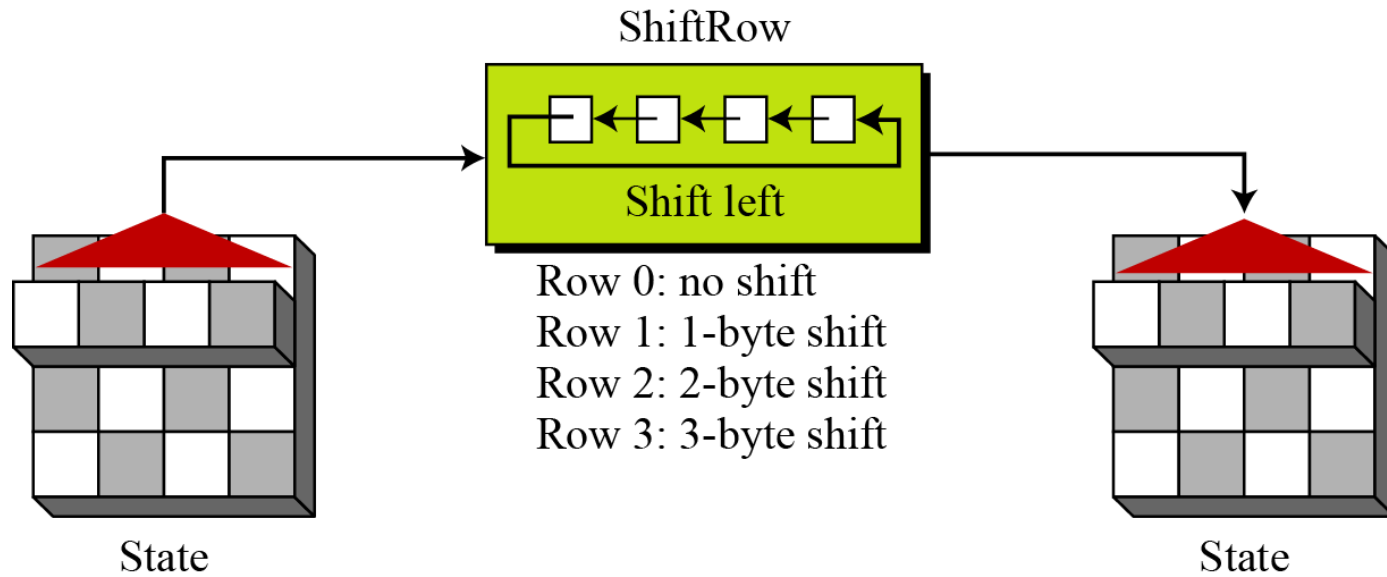 ShiftRow
Shift left
Row 0: no shift
Row 1: 1-byte shift
Row 2: 2-byte shift
Row 3: 3-byte shift
State
State